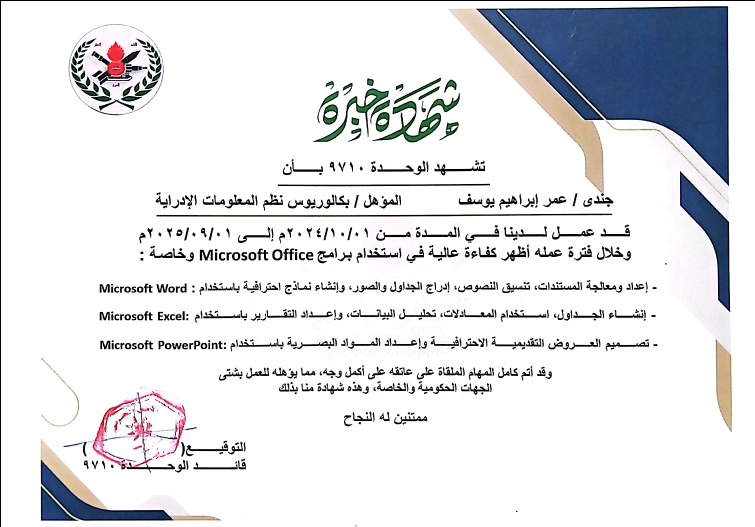 شهادة خبرة
تشهد الوحدة ٩٧١٠ بأن
جندى / عمر إبراهيم يوسف المؤهل / بكالوريوس نظم المعلومات الإدراية
قد عمل لدينا في المدة من ٢٠٢٤/١٠/٠١م إلى ٢٠٢٥/٠٩/٠١م
وخلال فترة عمله أظهر كفاءة عالية في استخدام برامج Microsoft Office وخاصة :
- إعداد ومعالجة المستندات، تنسيق النصوص، إدراج الجداول والصور، وإنشاء نماذج احترافية باستخدام : Microsoft Word
- إنشاء الجداول، استخدام المعادلات، تحليل البيانات، وإعداد التقارير باستخدام :Microsoft Excel
- تصميم العروض التقديمية الاحترافية وإعداد المواد البصرية باستخدام :Microsoft PowerPoint
وقد أتم كامل المهام الملقاة على عاتقه على أكمل وجه، مما يؤهله للعمل بشتى
الجهات الحكومية والخاصة، وهذه شهادة منا بذلك
ممتنين له النجاح
التوقيع( )
قائد الوحدة ٩٧١٠